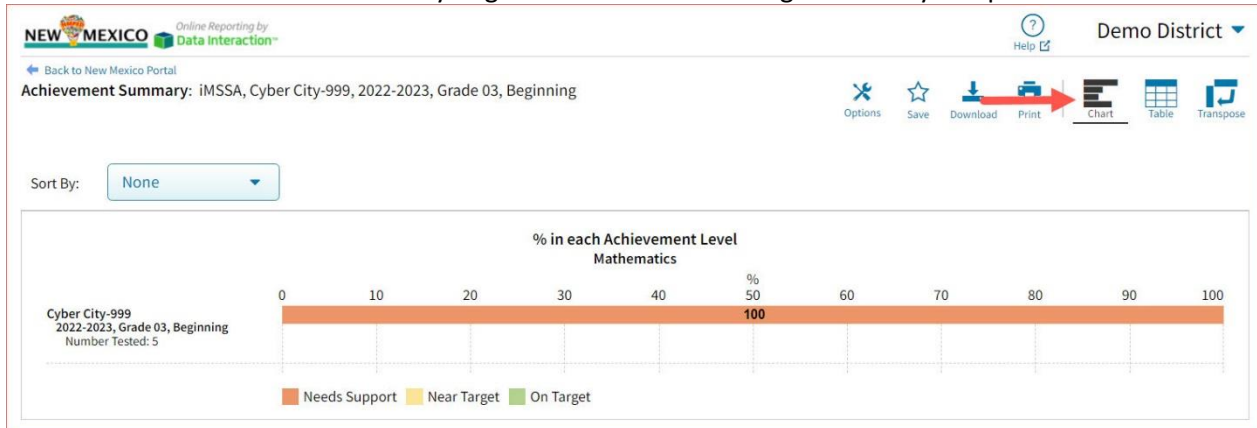 NEW MEXICO Online Reporting by
Data Interaction™
Help
Demo District
Back to New Mexico Portal
Achievement Summary: iMSSA, Cyber City-999, 2022-2023, Grade 03, Beginning
Options Save Download Print Chart Table Transpose
Sort By: None
% in each Achievement Level
Mathematics
%
0 10 20 30 40 50 60 70 80 90 100
Cyber City-999
100
2022-2023, Grade 03, Beginning
Number Tested: 5
Needs Support Near Target On Target